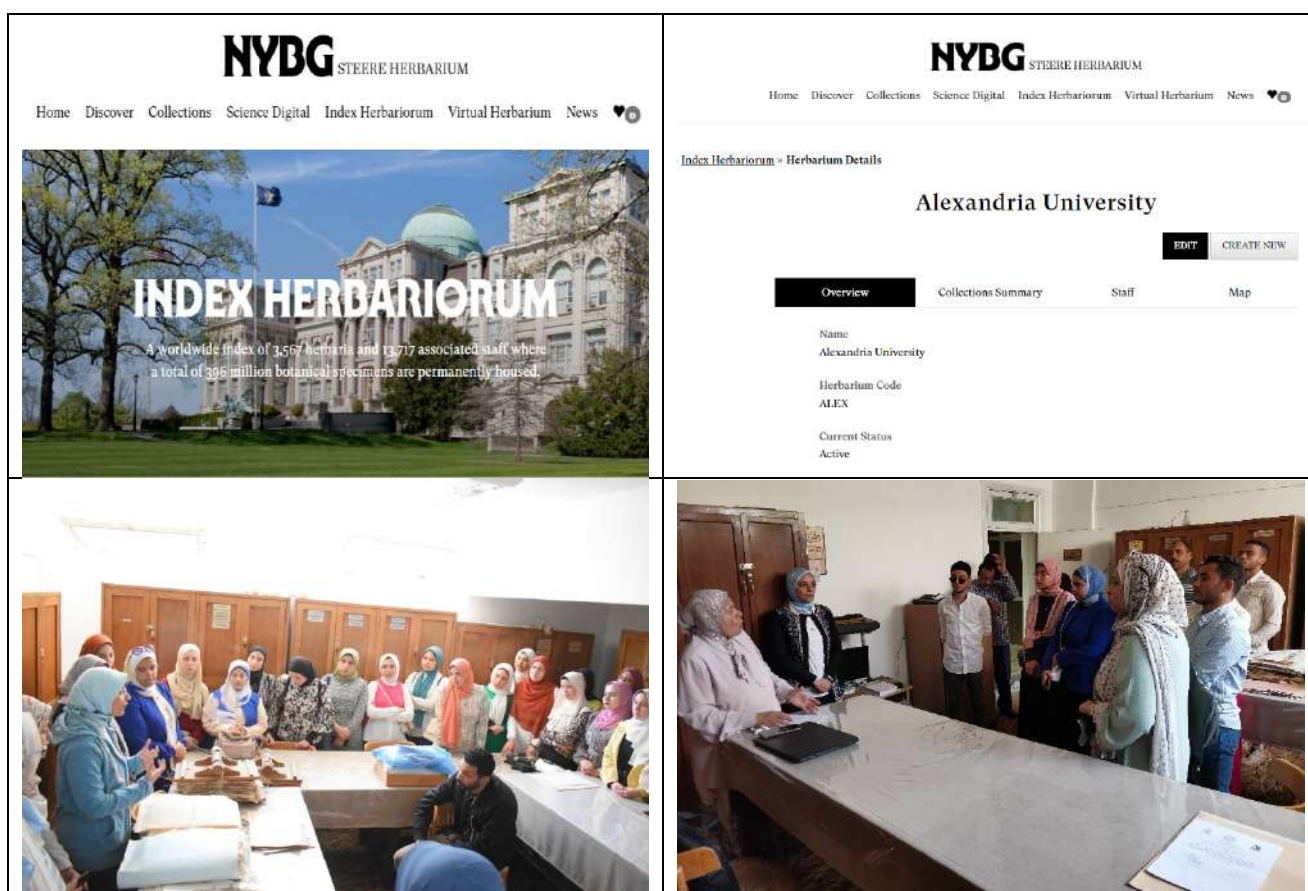 NYBG STEERE HERBARIUM
Home Discover Collections Science Digital Index Herbariorum Virtual Herbarium News 0
INDEX HERBARIORUM
A worldwide index of 3,567 herbaria and 13,717 associated staff where
a total of 396 million botanical specimens are permanently housed.
NYBG STEERE HERBARIUM
Home Discover Collections Science Digital Index Herbariorum Virtual Herbarium News 0
Index Herbariorum » Herbarium Details
Alexandria University
EDIT CREATE NEW
Overview Collections Summary Staff Map
Name
Alexandria University
Herbarium Code
ALEX
Current Status
Active